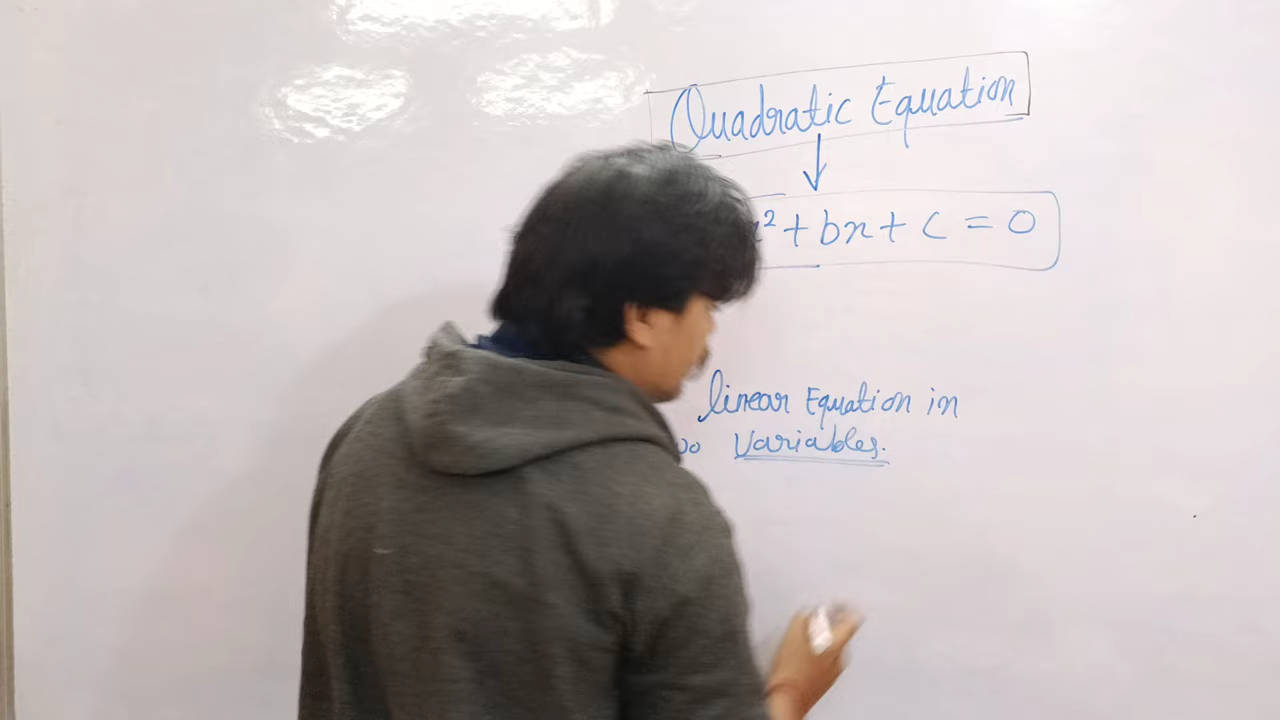 Quadratic Equation
² + bx + c = 0
linear Equation in
Variables.